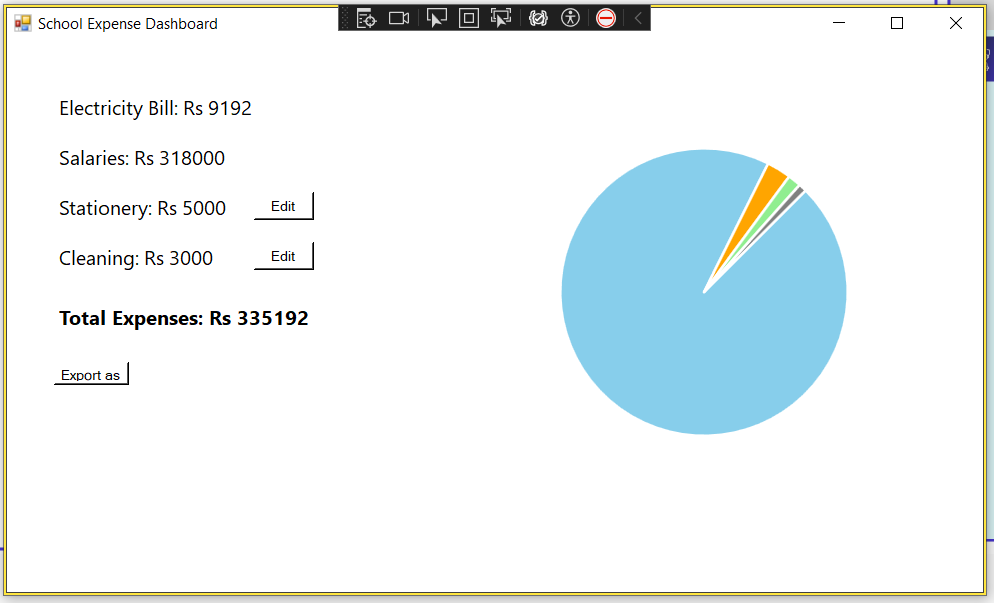 School Expense Dashboard
Electricity Bill: Rs 9192
Salaries: Rs 318000
Stationery: Rs 5000
Edit
Cleaning: Rs 3000
Edit
Total Expenses: Rs 335192
Export as